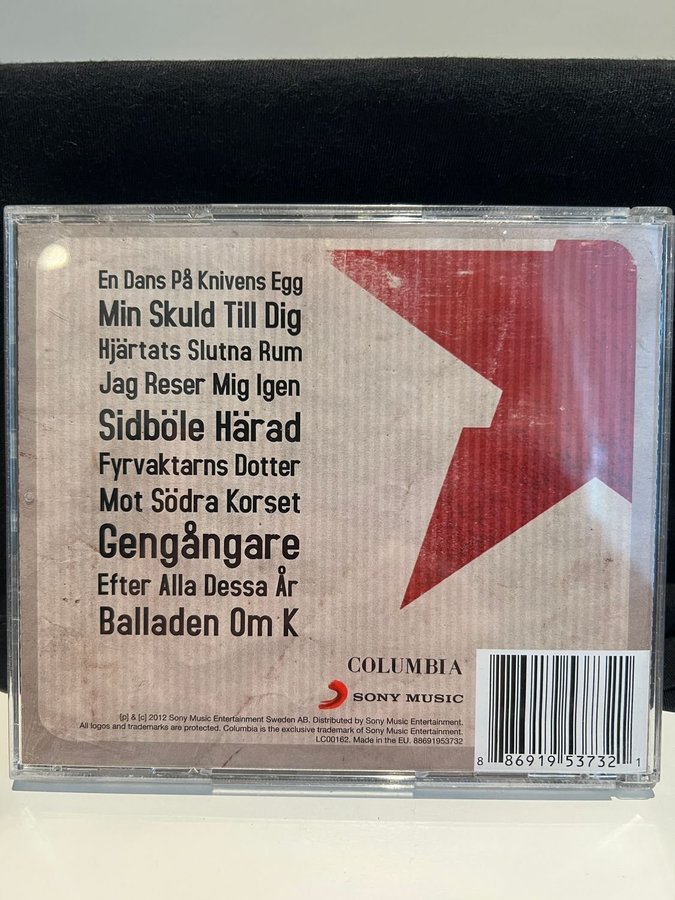 En Dans På Knivens Egg
Min Skuld Till Dig
Hjärtats Slutna Rum
Jag Reser Mig Igen
Sidböle Härad
Fyrvaktarns Dotter
Mot Södra Korset
Gengångare
Efter Alla Dessa År
Balladen Om K
COLUMBIA
SONY MUSIC
[p] & [c] 2012 Sony Music Entertainment Sweden AB. Distributed by Sony Music Entertainment.
All logos and trademarks are protected. Columbia is the exclusive trademark of Sony Music Entertainment.
LC00162. Made in the EU. 88691953732
8 86919 53732 1